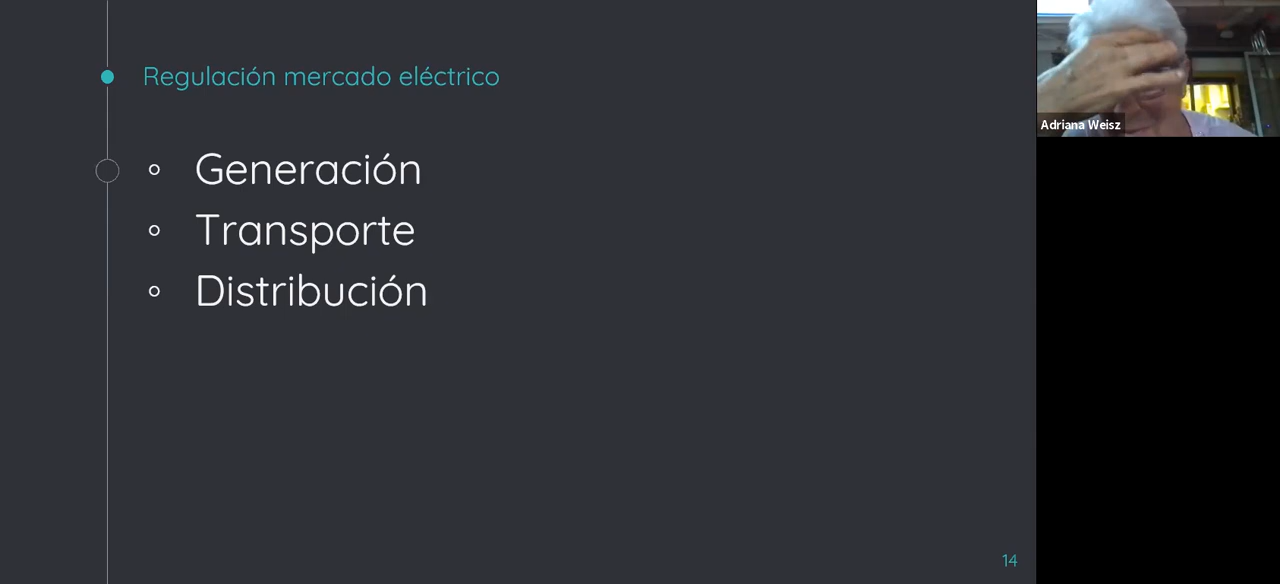 Regulación mercado eléctrico
Generación
Transporte
Distribución
14
Adriana Weisz